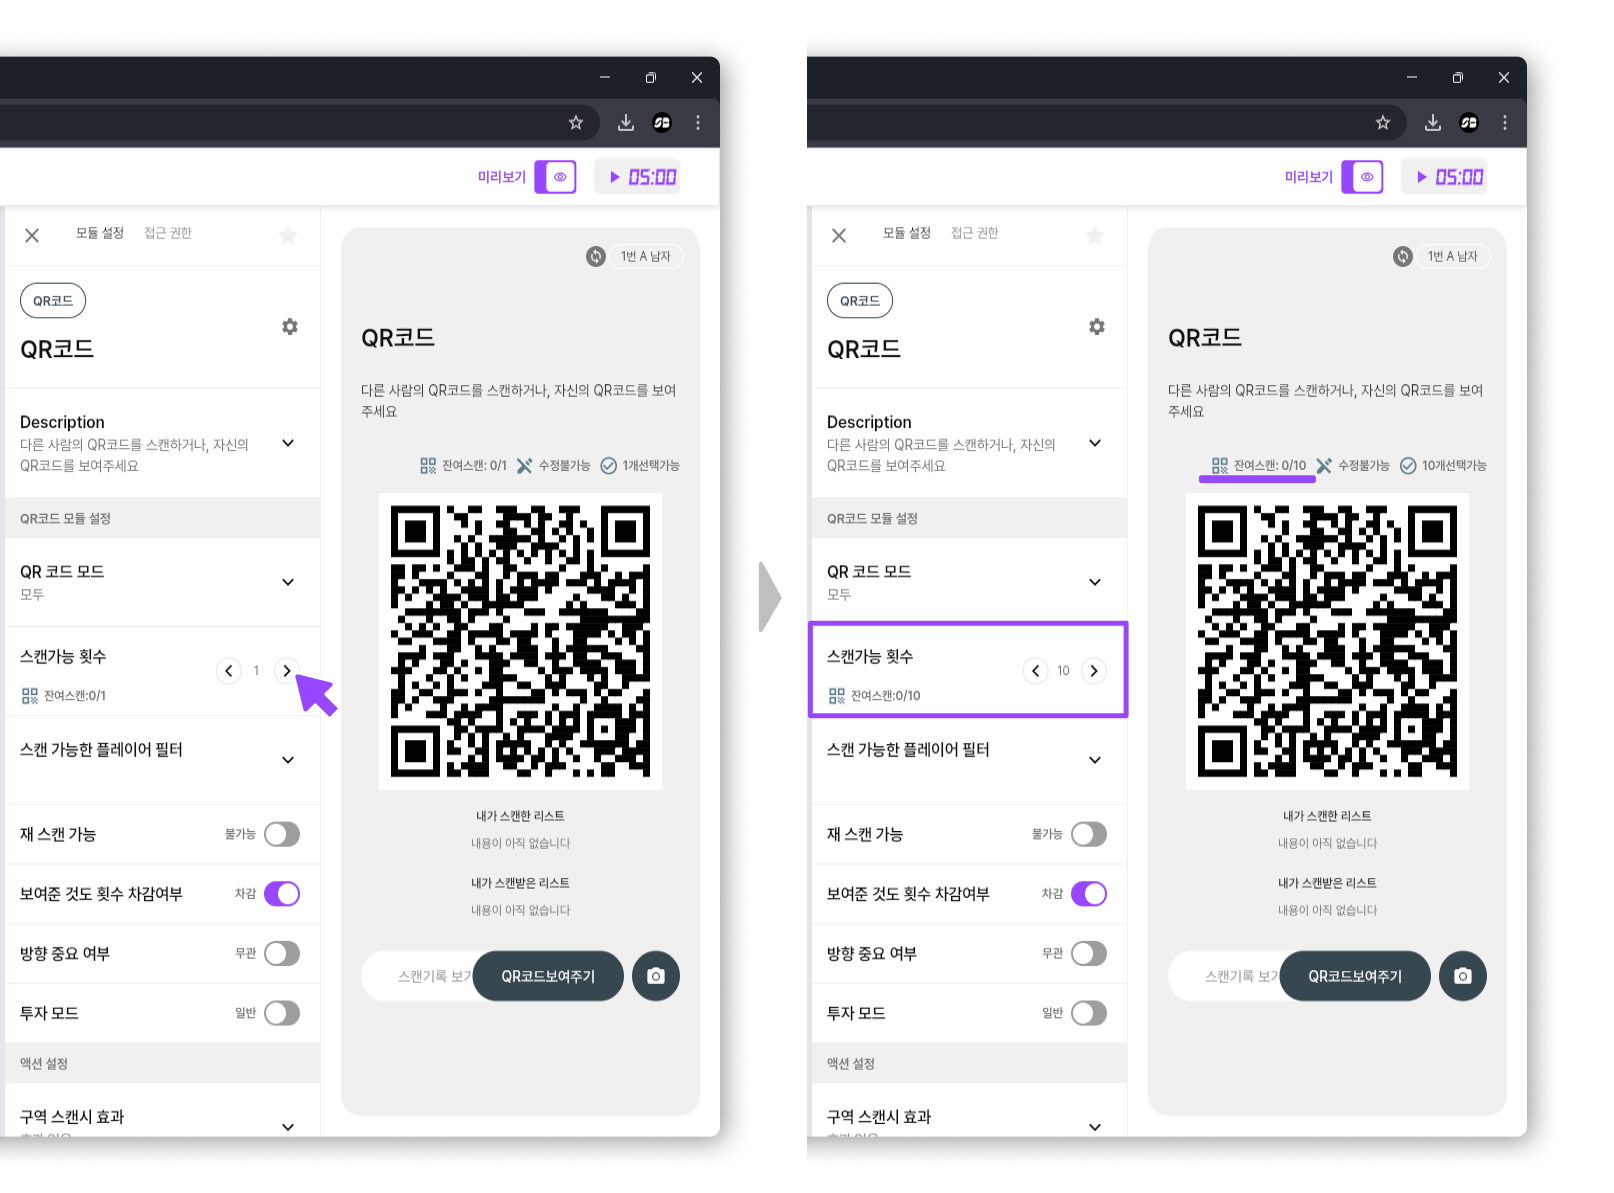 미리보기
05:00
모듈 설정 접근 권한
QR코드
QR코드
Description
다른 사람의 QR코드를 스캔하거나, 자신의
QR코드를 보여주세요
QR코드 모듈 설정
QR 코드 모드
모두
스캔가능 횟수
1
잔여스캔:0/1
스캔 가능한 플레이어 필터
재 스캔 가능 불가능
보여준 것도 횟수 차감여부 차감
방향 중요 여부 무관
투자 모드 일반
액션 설정
구역 스캔시 효과
1번 A 남자
QR코드
다른 사람의 QR코드를 스캔하거나, 자신의 QR코드를 보여
주세요
잔여스캔: 0/1 수정불가능 1개선택가능
내가 스캔한 리스트
내용이 아직 없습니다
내가 스캔받은 리스트
내용이 아직 없습니다
스캔기록 보기 QR코드보여주기
미리보기
05:00
모듈 설정 접근 권한
QR코드
QR코드
Description
다른 사람의 QR코드를 스캔하거나, 자신의
QR코드를 보여주세요
QR코드 모듈 설정
QR 코드 모드
모두
스캔가능 횟수
10
잔여스캔:0/10
스캔 가능한 플레이어 필터
재 스캔 가능 불가능
보여준 것도 횟수 차감여부 차감
방향 중요 여부 무관
투자 모드 일반
액션 설정
구역 스캔시 효과
1번 A 남자
QR코드
다른 사람의 QR코드를 스캔하거나, 자신의 QR코드를 보여
주세요
잔여스캔: 0/10 수정불가능 10개선택가능
내가 스캔한 리스트
내용이 아직 없습니다
내가 스캔받은 리스트
내용이 아직 없습니다
스캔기록 보기 QR코드보여주기